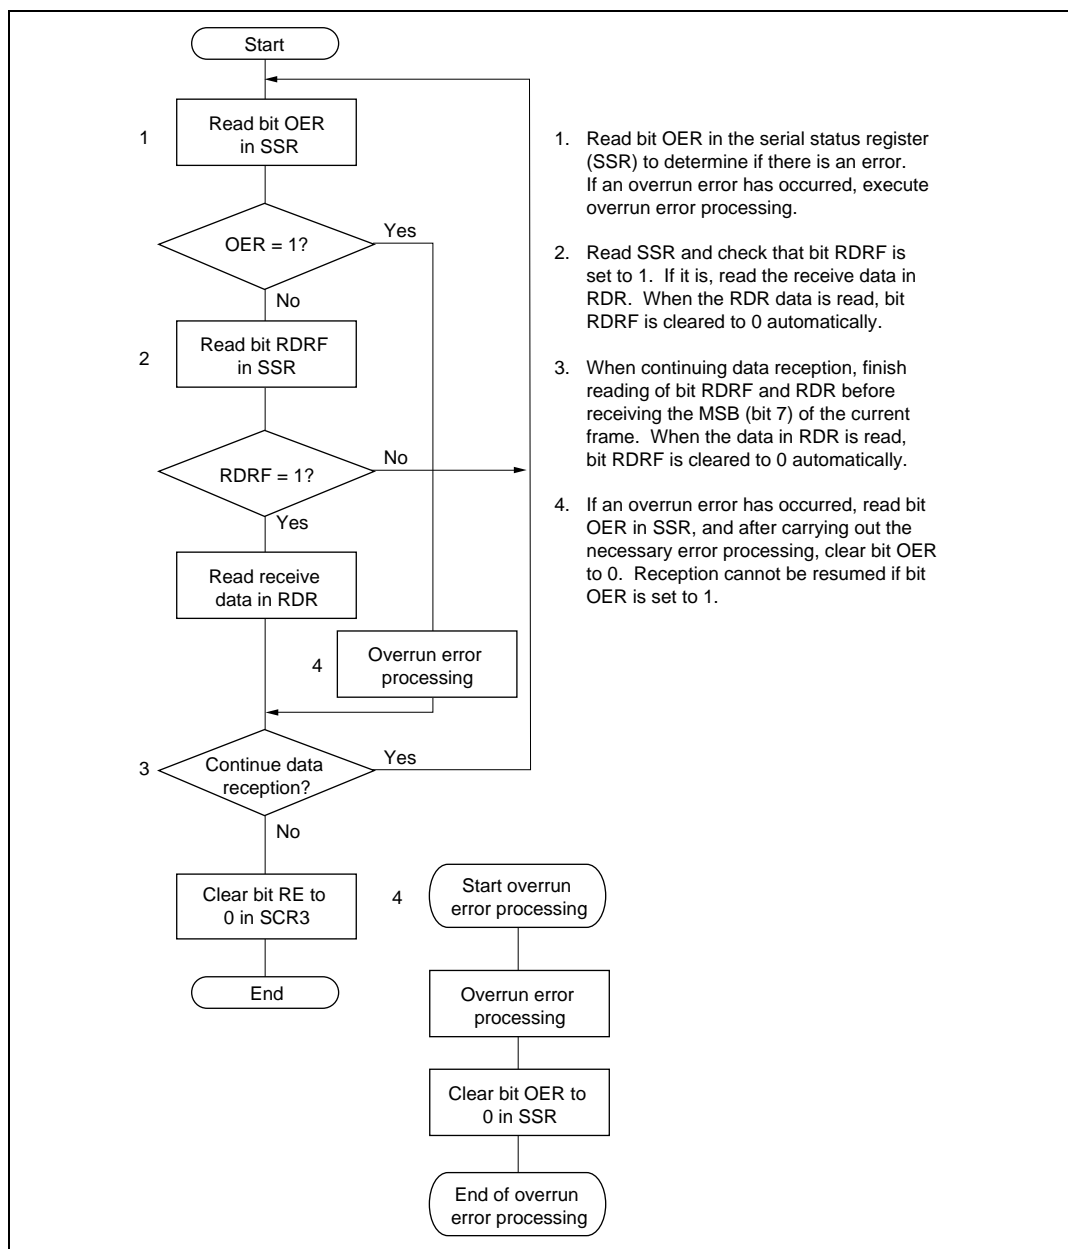 Start
1
Read bit OER
in SSR
OER = 1?
Yes
No
2
Read bit RDRF
in SSR
RDRF = 1?
No
Yes
Read receive
data in RDR
4
Overrun error
processing
3
Continue data
reception?
Yes
No
Clear bit RE to
0 in SCR3
End
4
Start overrun
error processing
Overrun error
processing
Clear bit OER to
0 in SSR
End of overrun
error processing
1. Read bit OER in the serial status register
(SSR) to determine if there is an error.
If an overrun error has occurred, execute
overrun error processing.
2. Read SSR and check that bit RDRF is
set to 1. If it is, read the receive data in
RDR. When the RDR data is read, bit
RDRF is cleared to 0 automatically.
3. When continuing data reception, finish
reading of bit RDRF and RDR before
receiving the MSB (bit 7) of the current
frame. When the data in RDR is read,
bit RDRF is cleared to 0 automatically.
4. If an overrun error has occurred, read bit
OER in SSR, and after carrying out the
necessary error processing, clear bit OER
to 0. Reception cannot be resumed if bit
OER is set to 1.